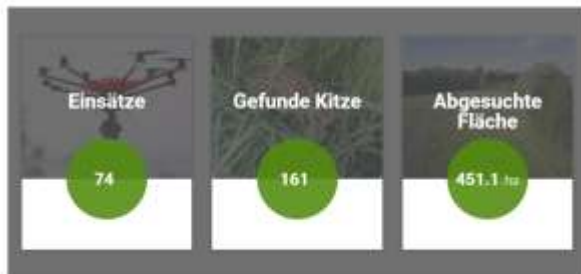 Einsätze
74
Gefunde Kitze
161
Abgesuchte
Fläche
451.1 ha